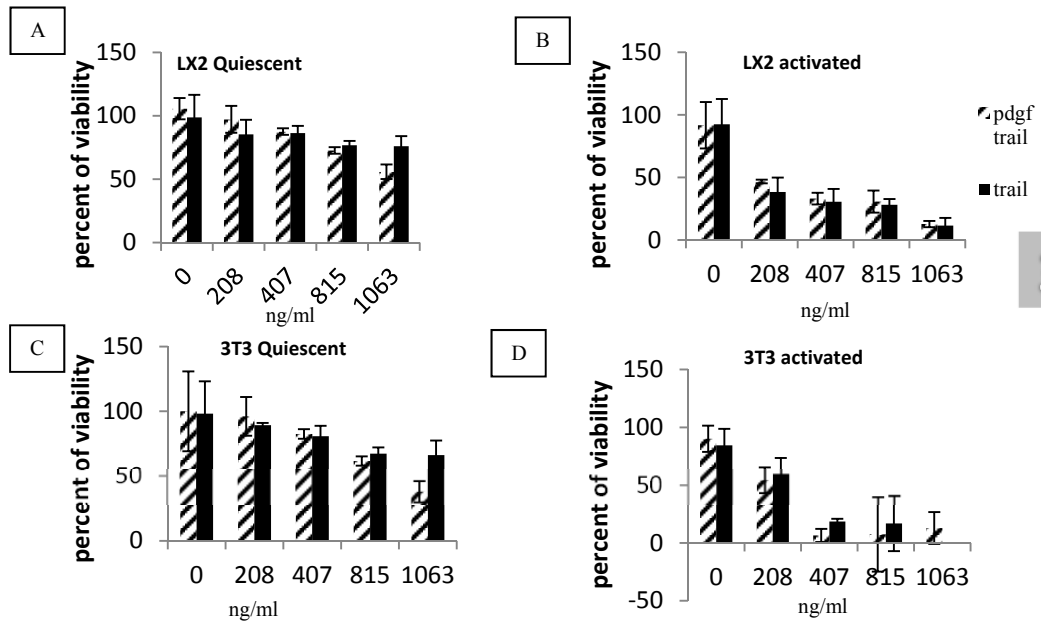 A
LX2 Quiescent
percent of viability
150
100
50
0
0 208 407 815 1063
ng/ml
B
LX2 activated
percent of viability
150
100
50
0
0 208 407 815 1063
ng/ml
pdgf
trail
trail
C
3T3 Quiescent
percent of viability
150
100
50
0
0 208 407 815 1063
ng/ml
D
3T3 activated
percent of viability
150
100
50
0
-50
0 208 407 815 1063
ng/ml